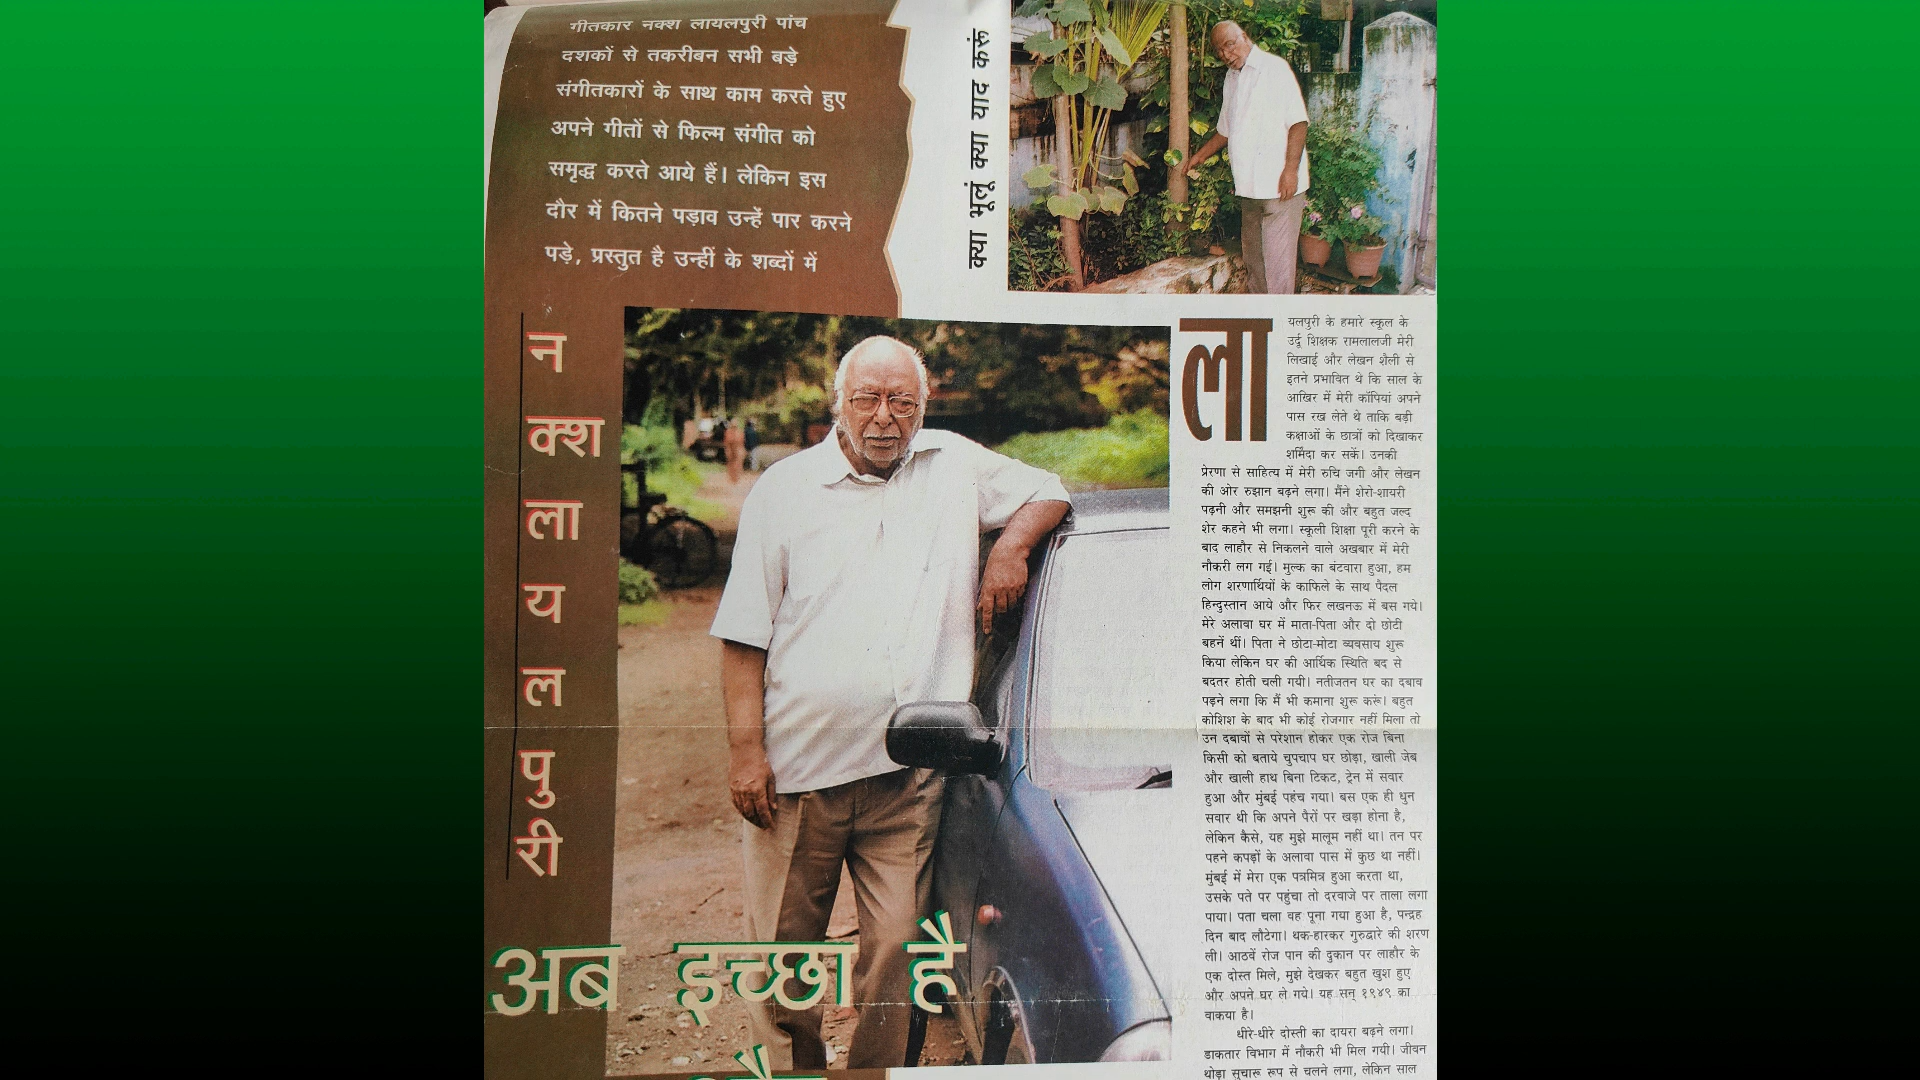 गीतकार नक्श लायलपुरी पांच
दशकों से तकरीबन सभी बड़े
संगीतकारों के साथ काम करते हुए
अपने गीतों से फिल्म संगीत को
समृद्ध करते आये हैं। लेकिन इस
दौर में कितने पड़ाव उन्हें पार करने
पड़े, प्रस्तुत है उन्हीं के शब्दों में
क्या भूलूं क्या याद करूं
न
क्श
ला
य
ल
पु
री
अब इच्छा है
ला
यलपुरी के हमारे स्कूल के
उर्दू शिक्षक रामलालजी मेरी
लिखाई और लेखन शैली से
इतने प्रभावित थे कि साल के
आखिर में मेरी कॉपियां अपने
पास रख लेते थे ताकि बड़ी
कक्षाओं के छात्रों को दिखाकर
शर्मिंदा कर सकें। उनकी
प्रेरणा से साहित्य में मेरी रुचि जगी और लेखन
की ओर रुझान बढ़ने लगा। मैंने शेरो-शायरी
पढ़नी और समझनी शुरू की और बहुत जल्द
शेर कहने भी लगा। स्कूली शिक्षा पूरी करने के
बाद लाहौर से निकलने वाले अखबार में मेरी
नौकरी लग गई। मुल्क का बंटवारा हुआ, हम
लोग शरणार्थियों के काफिले के साथ पैदल
हिन्दुस्तान आये और फिर लखनऊ में बस गये।
मेरे अलावा घर में माता-पिता और दो छोटी
बहनें थीं। पिता ने छोटा-मोटा व्यवसाय शुरू
किया लेकिन घर की आर्थिक स्थिति बद से
बदतर होती चली गयी। नतीजतन घर का दबाव
पड़ने लगा कि मैं भी कमाना शुरू करूं। बहुत
कोशिश के बाद भी कोई रोजगार नहीं मिला तो
उन दबावों से परेशान होकर एक रोज बिना
किसी को बताये चुपचाप घर छोड़ा, खाली जेब
और खाली हाथ बिना टिकट, ट्रेन में सवार
हुआ और मुंबई पहंच गया। बस एक ही धुन
सवार थी कि अपने पैरों पर खड़ा होना है,
लेकिन कैसे, यह मुझे मालूम नहीं था। तन पर
पहने कपड़ों के अलावा पास में कुछ था नहीं।
मुंबई में मेरा एक पत्रमित्र हुआ करता था,
उसके पते पर पहुंचा तो दरवाजे पर ताला लगा
पाया। पता चला वह पूना गया हुआ है, पन्द्रह
दिन बाद लौटेगा। थक-हारकर गुरुद्वारे की शरण
ली। आठवें रोज पान की दुकान पर लाहौर के
एक दोस्त मिले, मुझे देखकर बहुत खुश हुए
और अपने घर ले गये। यह सन् १९४९ का
वाकया है।
धीरे-धीरे दोस्ती का दायरा बढ़ने लगा।
डाकतार विभाग में नौकरी भी मिल गयी। जीवन
थोड़ा सुचारू रूप से चलने लगा, लेकिन साल